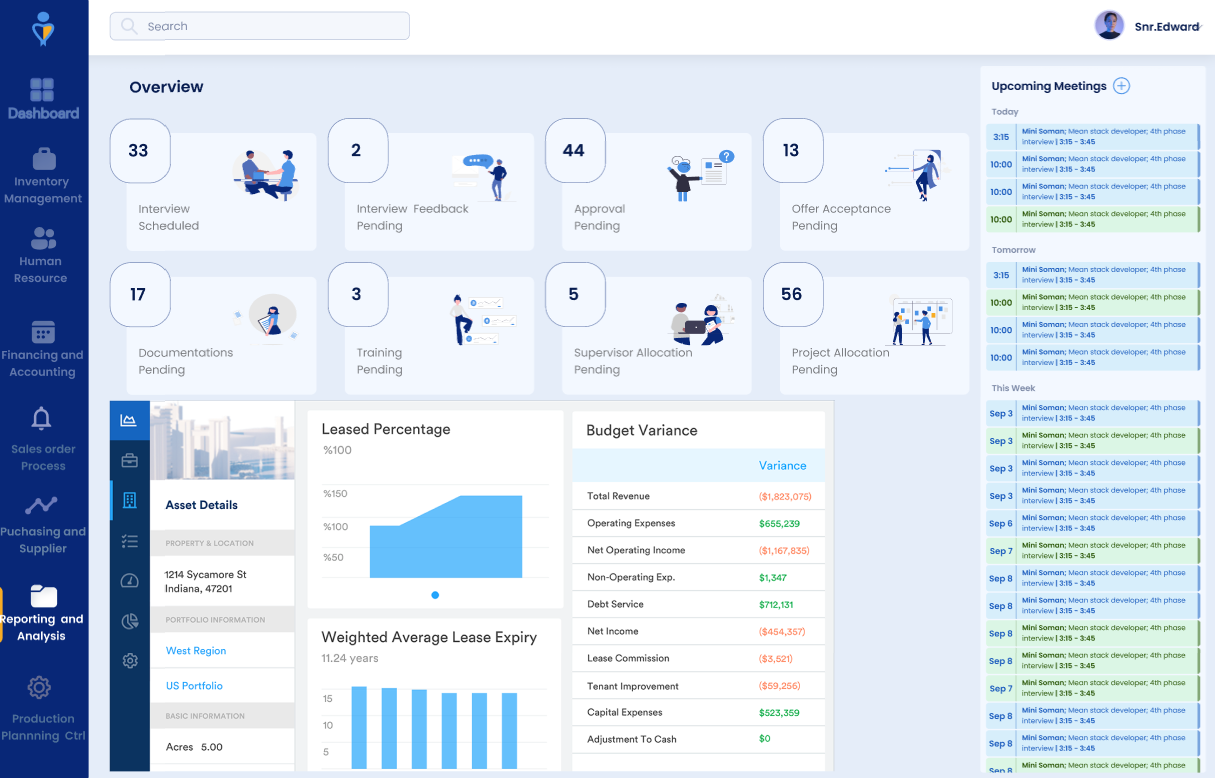 Search
Snr.Edward
Dashboard
Inventory
Management
Human
Resource
Financing and
Accounting
Sales order
Process
Puchasing and
Supplier
Reporting and
Analysis
Production
Plannning Ctrl
Overview
33
Interview
Scheduled
2
Interview Feedback
Pending
44
Approval
Pending
13
Offer Acceptance
Pending
17
Documentations
Pending
3
Training
Pending
5
Supervisor Allocation
Pending
56
Project Allocation
Pending
Asset Details
PROPERTY & LOCATION
1214 Sycamore St
Indiana, 47201
PORTFOLIO INFORMATION
West Region
US Portfolio
BASIC INFORMATION
Acres 5.00
Leased Percentage
%100
%150
%100
%50
Weighted Average Lease Expiry
11.24 years
15
10
5
Budget Variance
Variance
Total Revenue ($1,823,075)
Operating Expenses $655,239
Net Operating Income ($1,167,835)
Non-Operating Exp. $1,347
Debt Service $712,131
Net Income ($454,357)
Lease Commission ($3,521)
Tenant Improvement ($59,256)
Capital Expenses $523,359
Adjustment To Cash $0
Upcoming Meetings
Today
3:15 Mini Soman; Mean stack developer; 4th phase
interview | 3:15 - 3:45
10:00 Mini Soman; Mean stack developer; 4th phase
interview | 3:15 - 3:45
10:00 Mini Soman; Mean stack developer; 4th phase
interview | 3:15 - 3:45
10:00 Mini Soman; Mean stack developer; 4th phase
interview | 3:15 - 3:45
Tomorrow
3:15 Mini Soman; Mean stack developer; 4th phase
interview | 3:15 - 3:45
10:00 Mini Soman; Mean stack developer; 4th phase
interview | 3:15 - 3:45
10:00 Mini Soman; Mean stack developer; 4th phase
interview | 3:15 - 3:45
10:00 Mini Soman; Mean stack developer; 4th phase
interview | 3:15 - 3:45
This Week
Sep 3 Mini Soman; Mean stack developer; 4th phase
interview | 3:15 - 3:45
Sep 3 Mini Soman; Mean stack developer; 4th phase
interview | 3:15 - 3:45
Sep 3 Mini Soman; Mean stack developer; 4th phase
interview | 3:15 - 3:45
Sep 3 Mini Soman; Mean stack developer; 4th phase
interview | 3:15 - 3:45
Sep 6 Mini Soman; Mean stack developer; 4th phase
interview | 3:15 - 3:45
Sep 7 Mini Soman; Mean stack developer; 4th phase
interview | 3:15 - 3:45
Sep 8 Mini Soman; Mean stack developer; 4th phase
interview | 3:15 - 3:45
Sep 8 Mini Soman; Mean stack developer; 4th phase
interview | 3:15 - 3:45
Sep 8 Mini Soman; Mean stack developer; 4th phase
interview | 3:15 - 3:45
Sep 8 Mini Soman; Mean stack developer; 4th phase
interview | 3:15 - 3:45
Sep 7 Mini Soman; Mean stack developer; 4th phase
interview | 3:15 - 3:45
Sep 8 Mini Soman; Mean stack developer; 4th phase
interview | 3:15 - 3:45
Sep 8 Mini Soman; Mean stack developer; 4th phase
interview | 3:15 - 3:45
Sep 8 Mini Soman; Mean stack developer; 4th phase
interview | 3:15 - 3:45